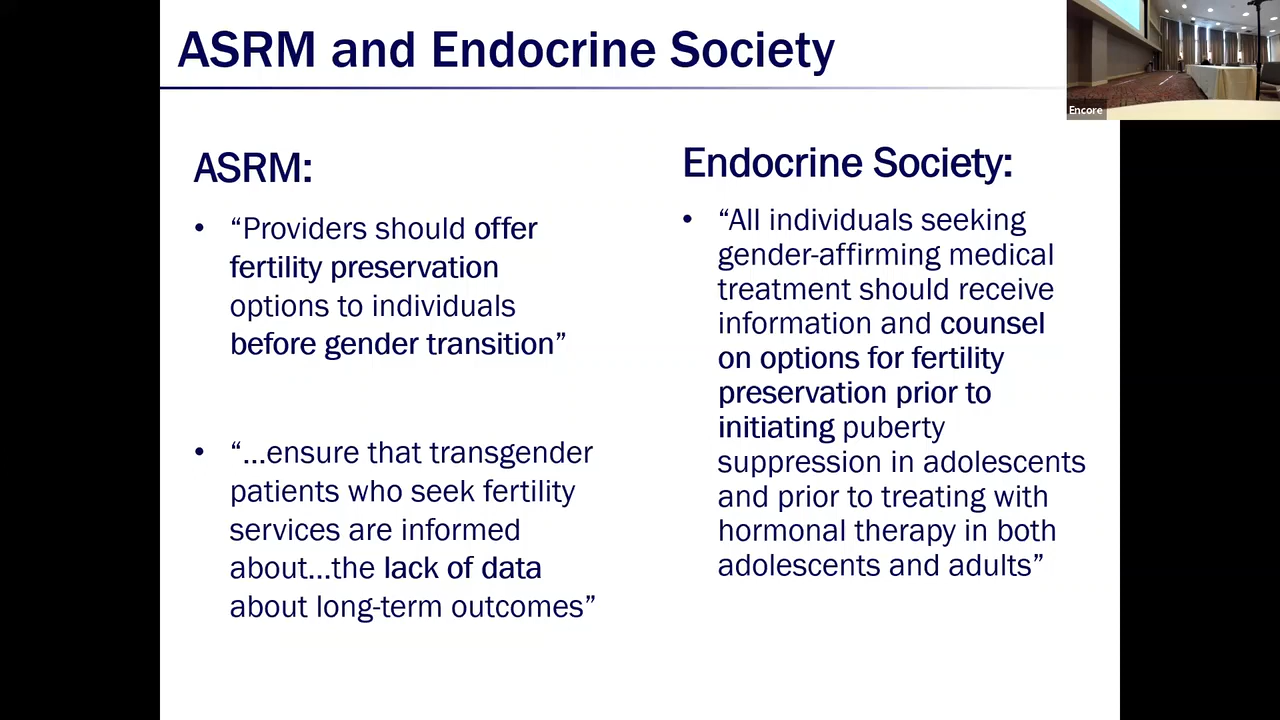 ASRM and Endocrine Society
Encore
ASRM:
• “Providers should offer
fertility preservation
options to individuals
before gender transition”
• “…ensure that transgender
patients who seek fertility
services are informed
about…the lack of data
about long-term outcomes”
Endocrine Society:
• “All individuals seeking
gender-affirming medical
treatment should receive
information and counsel
on options for fertility
preservation prior to
initiating puberty
suppression in adolescents
and prior to treating with
hormonal therapy in both
adolescents and adults”